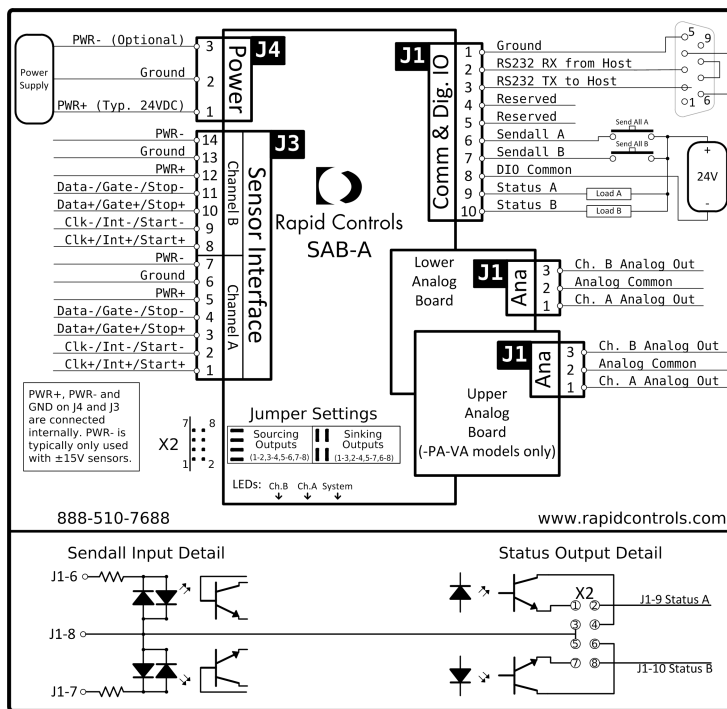 PWR- (Optional)
Ground
PWR+ (Typ. 24VDC)
Power
Supply
3
2
1
Power
J4
PWR-
Ground
PWR+
Data-/Gate-/Stop-
Data+/Gate+/Stop+
Clk-/Int-/Start-
Clk+/Int+/Start+
PWR-
Ground
PWR+
Data-/Gate-/Stop-
Data+/Gate+/Stop+
Clk-/Int-/Start-
Clk+/Int+/Start+
14
13
12
11
10
9
8
7
6
5
4
3
2
1
Channel B
Channel A
Sensor Interface
J3
Rapid Controls
SAB-A
J1
Comm & Dig. IO
1
2
3
4
5
6
7
8
9
10
Ground
RS232 RX from Host
RS232 TX to Host
Reserved
Reserved
Sendall A
Sendall B
DIO Common
Status A
Status B
Send All A
Send All B
Load A
Load B
5
9
1
6
+
24V
-
Lower
Analog
Board
J1
Ana
3
2
1
Ch. B Analog Out
Analog Common
Ch. A Analog Out
J1
Ana
3
2
1
Ch. B Analog Out
Analog Common
Ch. A Analog Out
Upper
Analog
Board
(-PA-VA models only)
PWR+, PWR- and
GND on J4 and J3
are connected
internally. PWR- is
typically only used
with ±15V sensors.
X2
7
8
1
2
Jumper Settings
Sourcing
Outputs
(1-2,3-4,5-6,7-8)
Sinking
Outputs
(1-3,2-4,5-7,6-8)
LEDs: Ch.B Ch.A System
888-510-7688
www.rapidcontrols.com
Sendall Input Detail
J1-6
J1-8
J1-7
Status Output Detail
X2
1 2
3 4
5 6
7 8
J1-9 Status A
J1-10 Status B